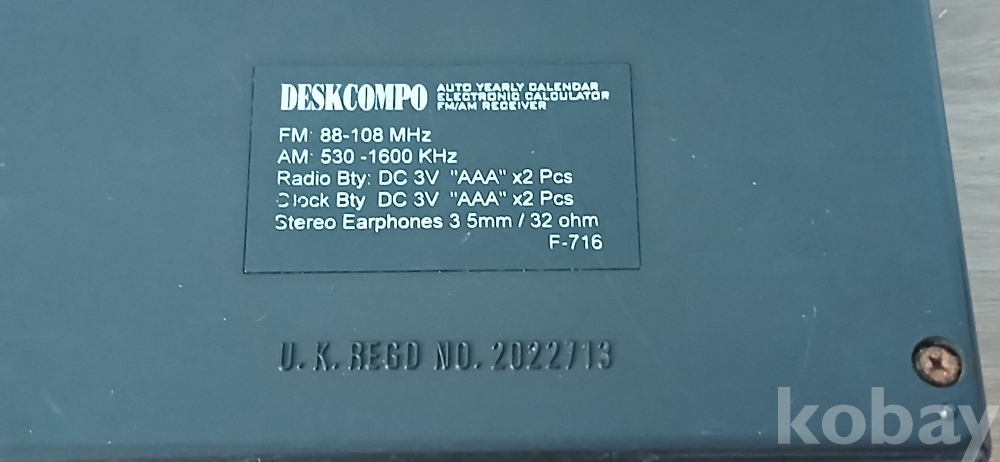 DESKCOMPO AUTO YEARLY CALENDAR
ELECTRONIC CALCULATOR
FM/AM RECEIVER
FM: 88-108 MHz
AM: 530 -1600 KHz
Radio Bty: DC 3V "AAA" x2 Pcs
Clock Bty DC 3V "AAA" x2 Pcs
Stereo Earphones 3.5mm / 32 ohm
F-716
U. K. REGD NO. 2022713
kobay